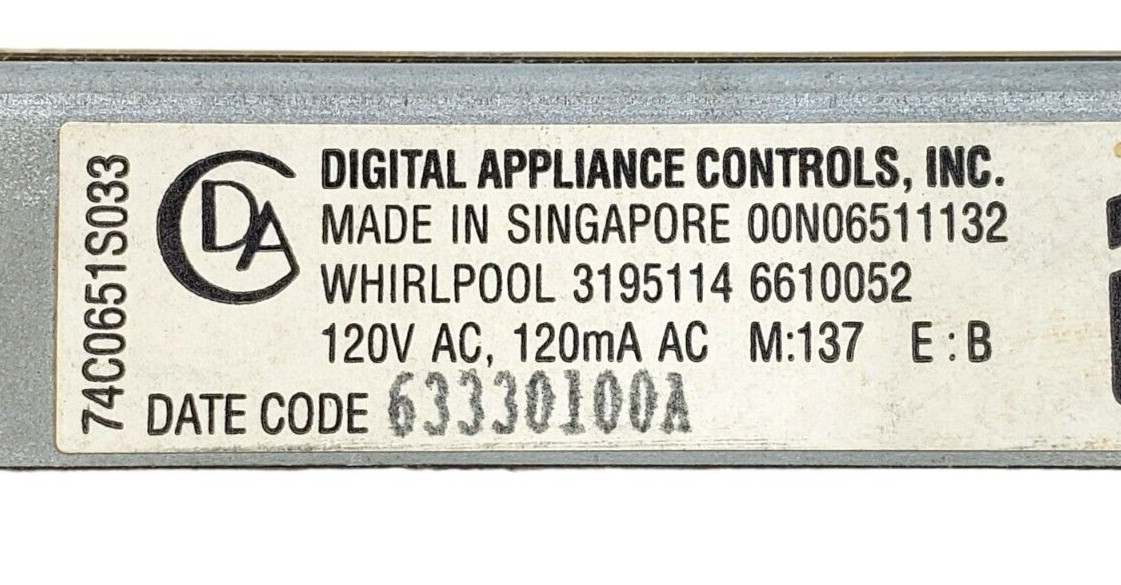 74C0651S033
CDA
DIGITAL APPLIANCE CONTROLS, INC.
MADE IN SINGAPORE 00N06511132
WHIRLPOOL 3195114 6610052
120V AC, 120mA AC M:137 E:B
DATE CODE 63330100A